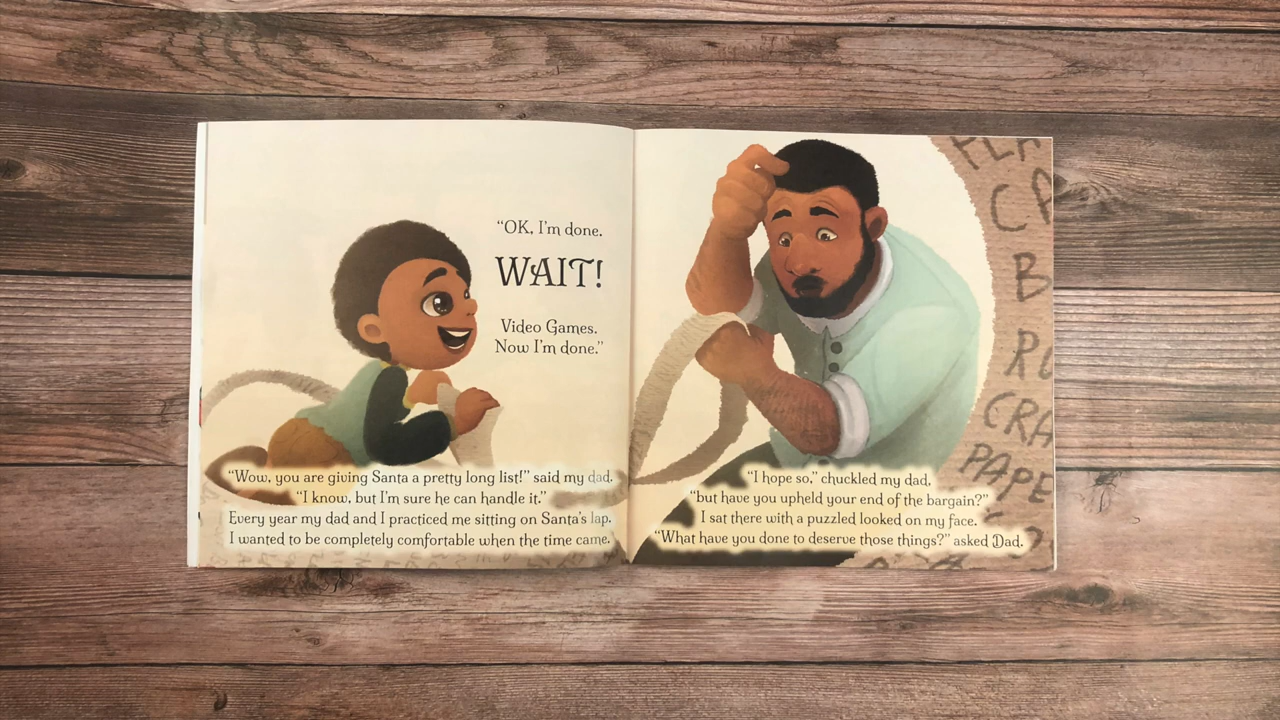 “OK, I’m done.
WAIT!
Video Games.
Now I’m done.”
“Wow, you are giving Santa a pretty long list!” said my dad.
“I know, but I’m sure he can handle it.”
Every year my dad and I practiced me sitting on Santa’s lap.
I wanted to be completely comfortable when the time came.
“I hope so,” chuckled my dad,
“but have you upheld your end of the bargain?”
I sat there with a puzzled looked on my face.
“What have you done to deserve those things?” asked Dad.
C
B
CRA
PAPE